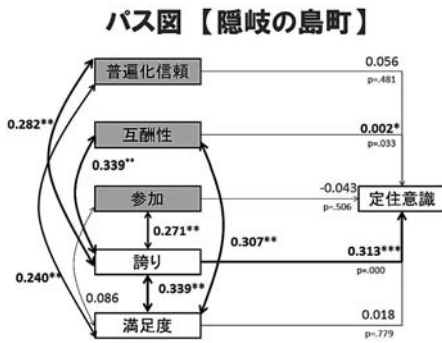 パス図 【隠岐の島町】
普遍化信頼
0.056
p=.481
0.282**
互酬性
0.002*
p=.033
0.339**
参加
-0.043
p=.506
定住意識
0.271**
0.307**
誇り
0.313***
p=.000
0.240**
0.086
0.339**
満足度
0.018
p=.779